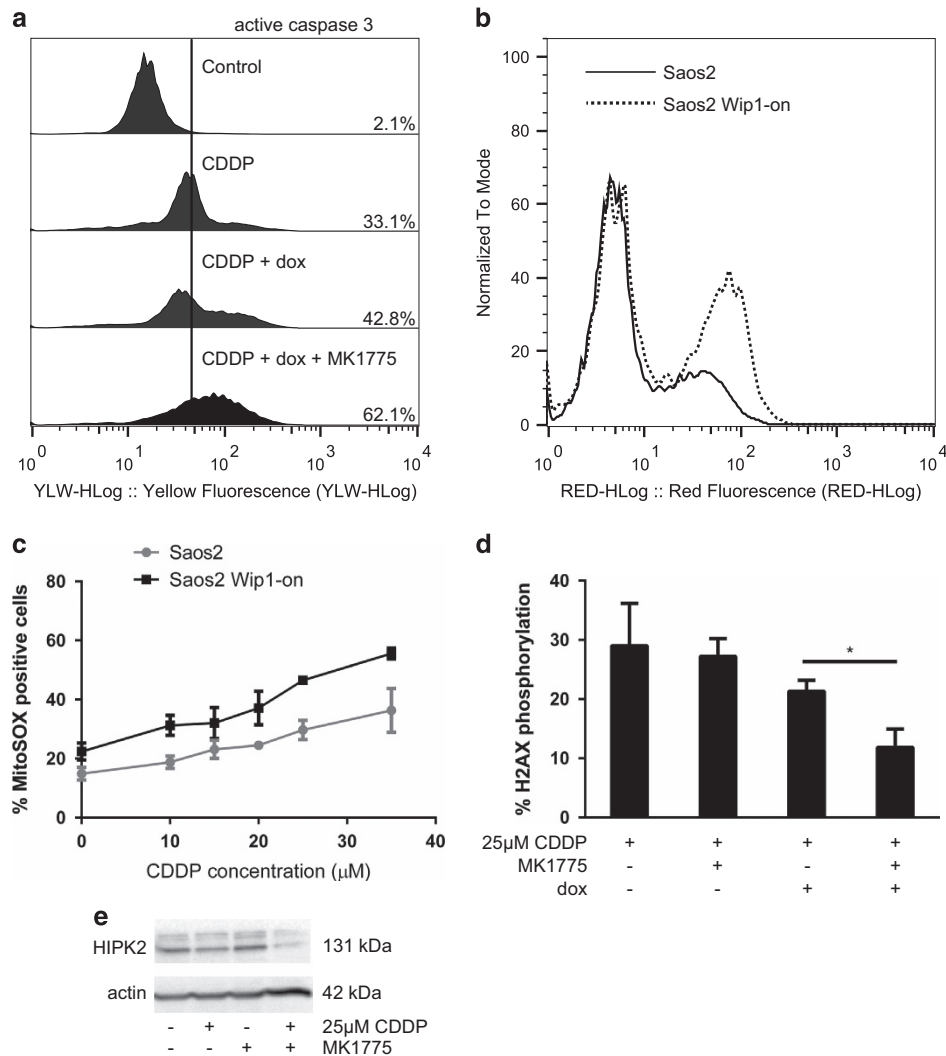 a
active caspase 3
Control
2.1%
CDDP
33.1%
CDDP + dox
42.8%
CDDP + dox + MK1775
62.1%
10^0 10^1 10^2 10^3 10^4
YLW-HLog :: Yellow Fluorescence (YLW-HLog)
b
Saos2
Saos2 Wip1-on
100
80
60
40
20
0
Normalized To Mode
10^0 10^1 10^2 10^3 10^4
RED-HLog :: Red Fluorescence (RED-HLog)
c
Saos2
Saos2 Wip1-on
80
60
40
20
0
% MitoSOX positive cells
0 10 20 30 40
CDDP concentration (μM)
d
40
30
20
10
0
% H2AX phosphorylation
*
25μM CDDP + + + +
MK1775 - + - +
dox - - + +
e
HIPK2 131 kDa
actin 42 kDa
- + - + 25μM CDDP
- - + + MK1775